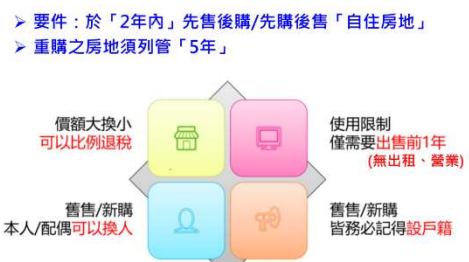 ➢ 要件：於「2年內」先售後購/先購後售「自住房地」
➢ 重購之房地須列管「5年」
價額大換小
可以比例退稅
使用限制
僅需要出售前1年
(無出租、營業)
舊售/新購
本人/配偶可以換人
舊售/新購
皆務必記得設戶籍